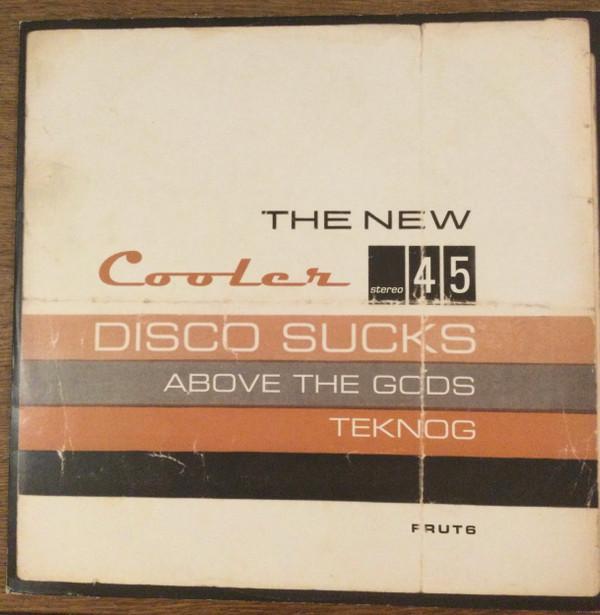 THE NEW
Cooler stereo 45
DISCO SUCKS
ABOVE THE GODS
TEKNOG
FRUT6